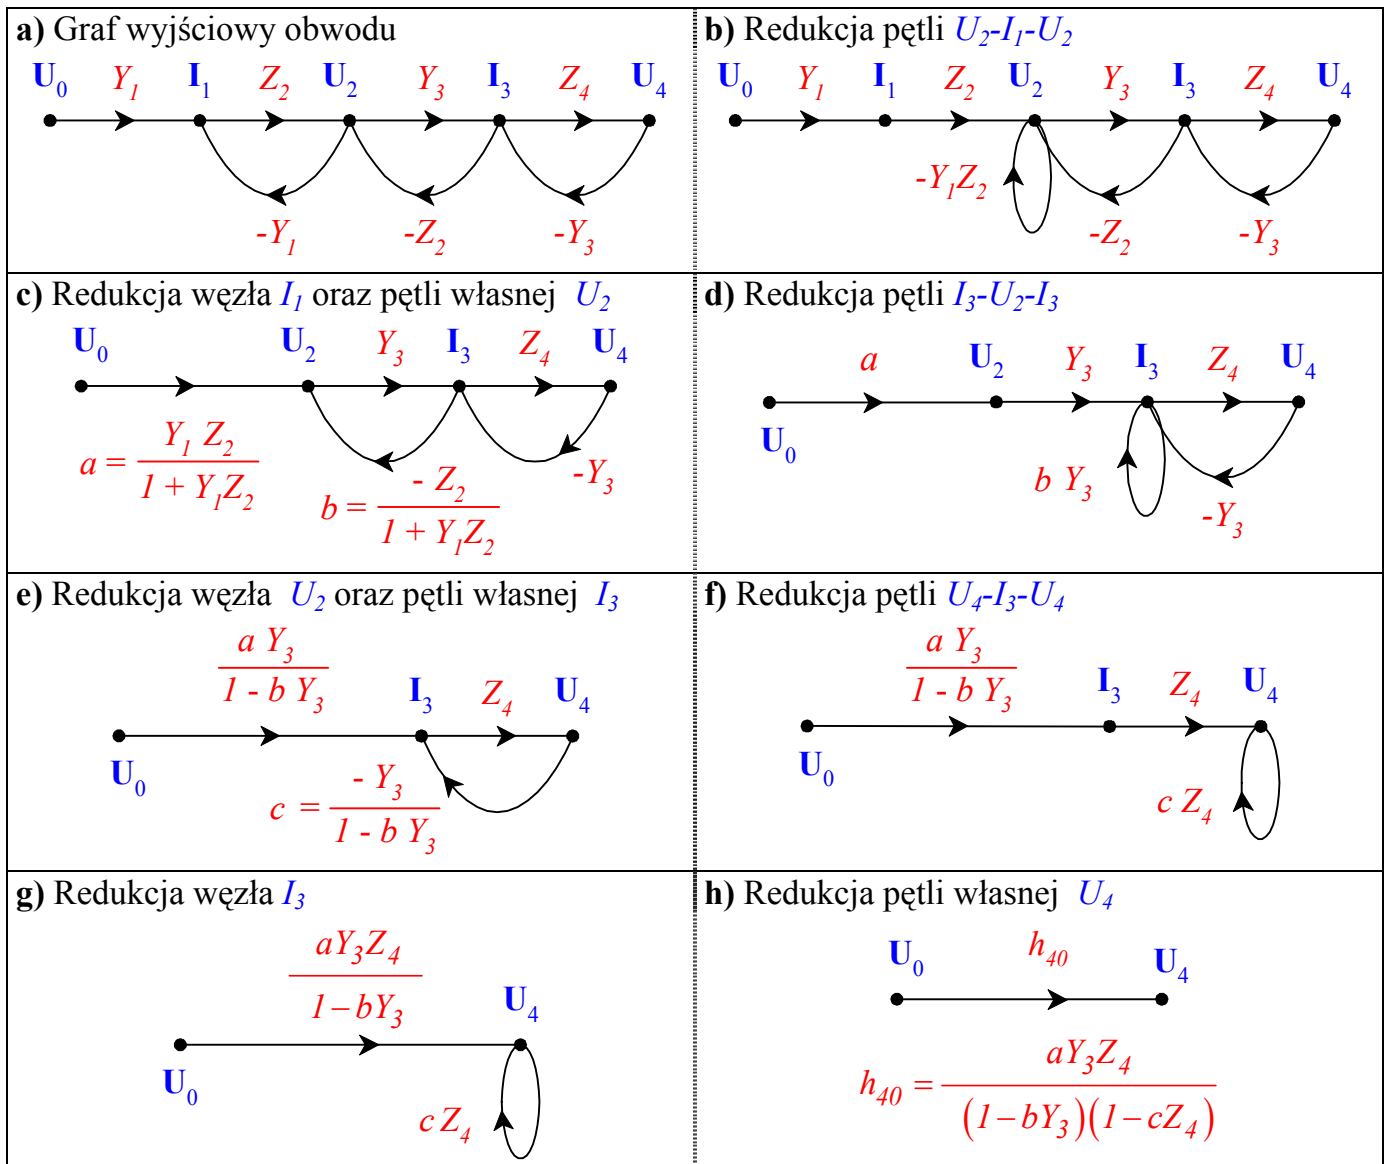 a) Graf wyjściowy obwodu
U0 Y1 I1 Z2 U2 Y3 I3 Z4 U4
-Y1 -Z2 -Y3
b) Redukcja pętli U2-I1-U2
U0 Y1 I1 Z2 U2 Y3 I3 Z4 U4
-Y1Z2
-Z2 -Y3
c) Redukcja węzła I1 oraz pętli własnej U2
U0 U2 Y3 I3 Z4 U4
a = Y1 Z2 / 1 + Y1Z2
b = - Z2 / 1 + Y1Z2
-Y3
d) Redukcja pętli I3-U2-I3
a U2 Y3 I3 Z4 U4
U0
b Y3
-Y3
e) Redukcja węzła U2 oraz pętli własnej I3
a Y3 / 1 - b Y3
I3 Z4 U4
U0
c = - Y3 / 1 - b Y3
f) Redukcja pętli U4-I3-U4
a Y3 / 1 - b Y3
I3 Z4 U4
U0
c Z4
g) Redukcja węzła I3
aY3Z4 / 1–bY3
U4
U0
c Z4
h) Redukcja pętli własnej U4
U0 h40 U4
h40 = aY3Z4 / (1–bY3)(1–cZ4)